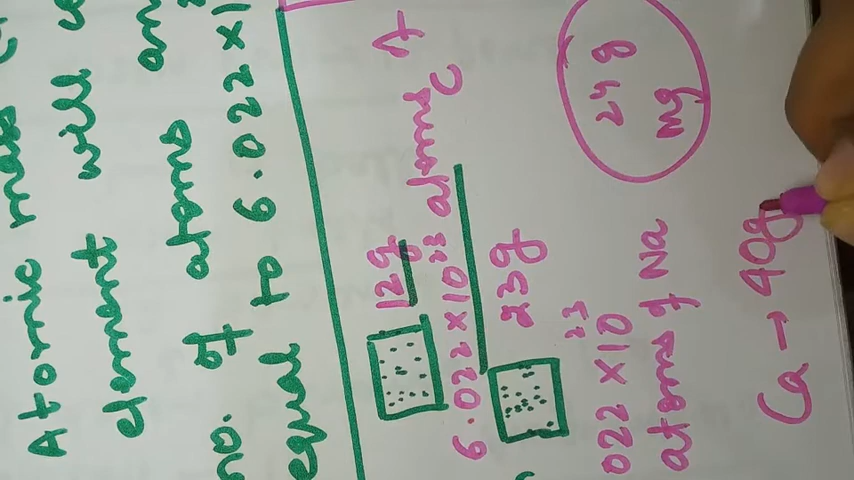 Atomic mass
element will
no. of atoms an
equal to 6.022 × 1
12g
6.022 × 10²³ atoms C
23g
022 × 10²³
atoms of Na
24g
Mg
Ca → 40g